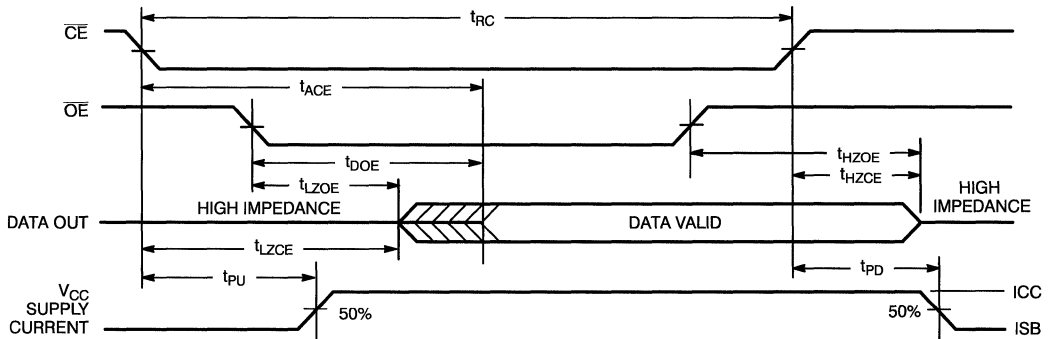 tRC
CE
tACE
OE
tDOE
tHZOE
tLZOE
tHZCE
HIGH IMPEDANCE
HIGH
IMPEDANCE
DATA OUT
DATA VALID
tLZCE
tPU
tPD
VCC
SUPPLY
CURRENT
50%
50%
ICC
ISB